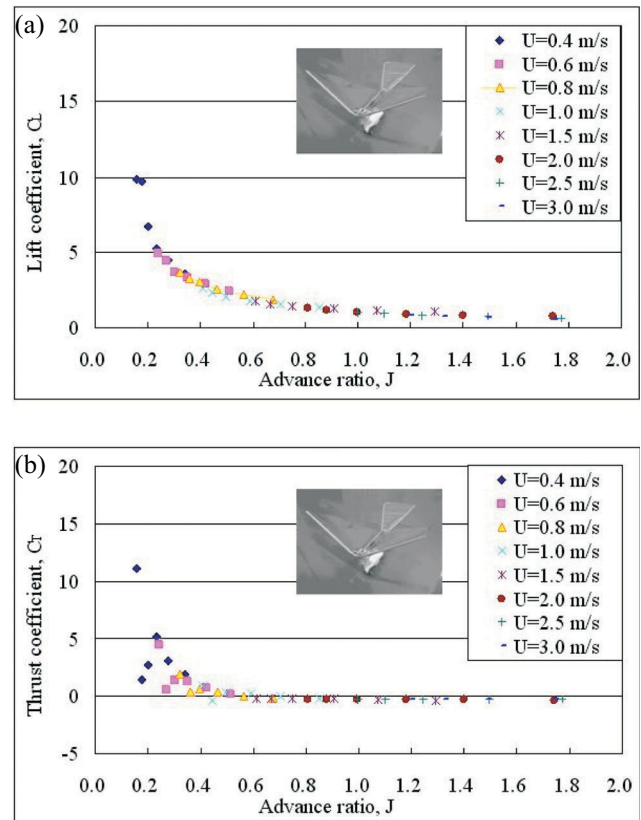 (a)
20
15
10
5
0
Lift coefficient, CL
0.0 0.2 0.4 0.6 0.8 1.0 1.2 1.4 1.6 1.8 2.0
Advance ratio, J
U=0.4 m/s
U=0.6 m/s
U=0.8 m/s
U=1.0 m/s
U=1.5 m/s
U=2.0 m/s
U=2.5 m/s
U=3.0 m/s
(b)
20
15
10
5
0
-5
Thrust coefficient, CT
0.0 0.2 0.4 0.6 0.8 1.0 1.2 1.4 1.6 1.8 2.0
Advance ratio, J
U=0.4 m/s
U=0.6 m/s
U=0.8 m/s
U=1.0 m/s
U=1.5 m/s
U=2.0 m/s
U=2.5 m/s
U=3.0 m/s